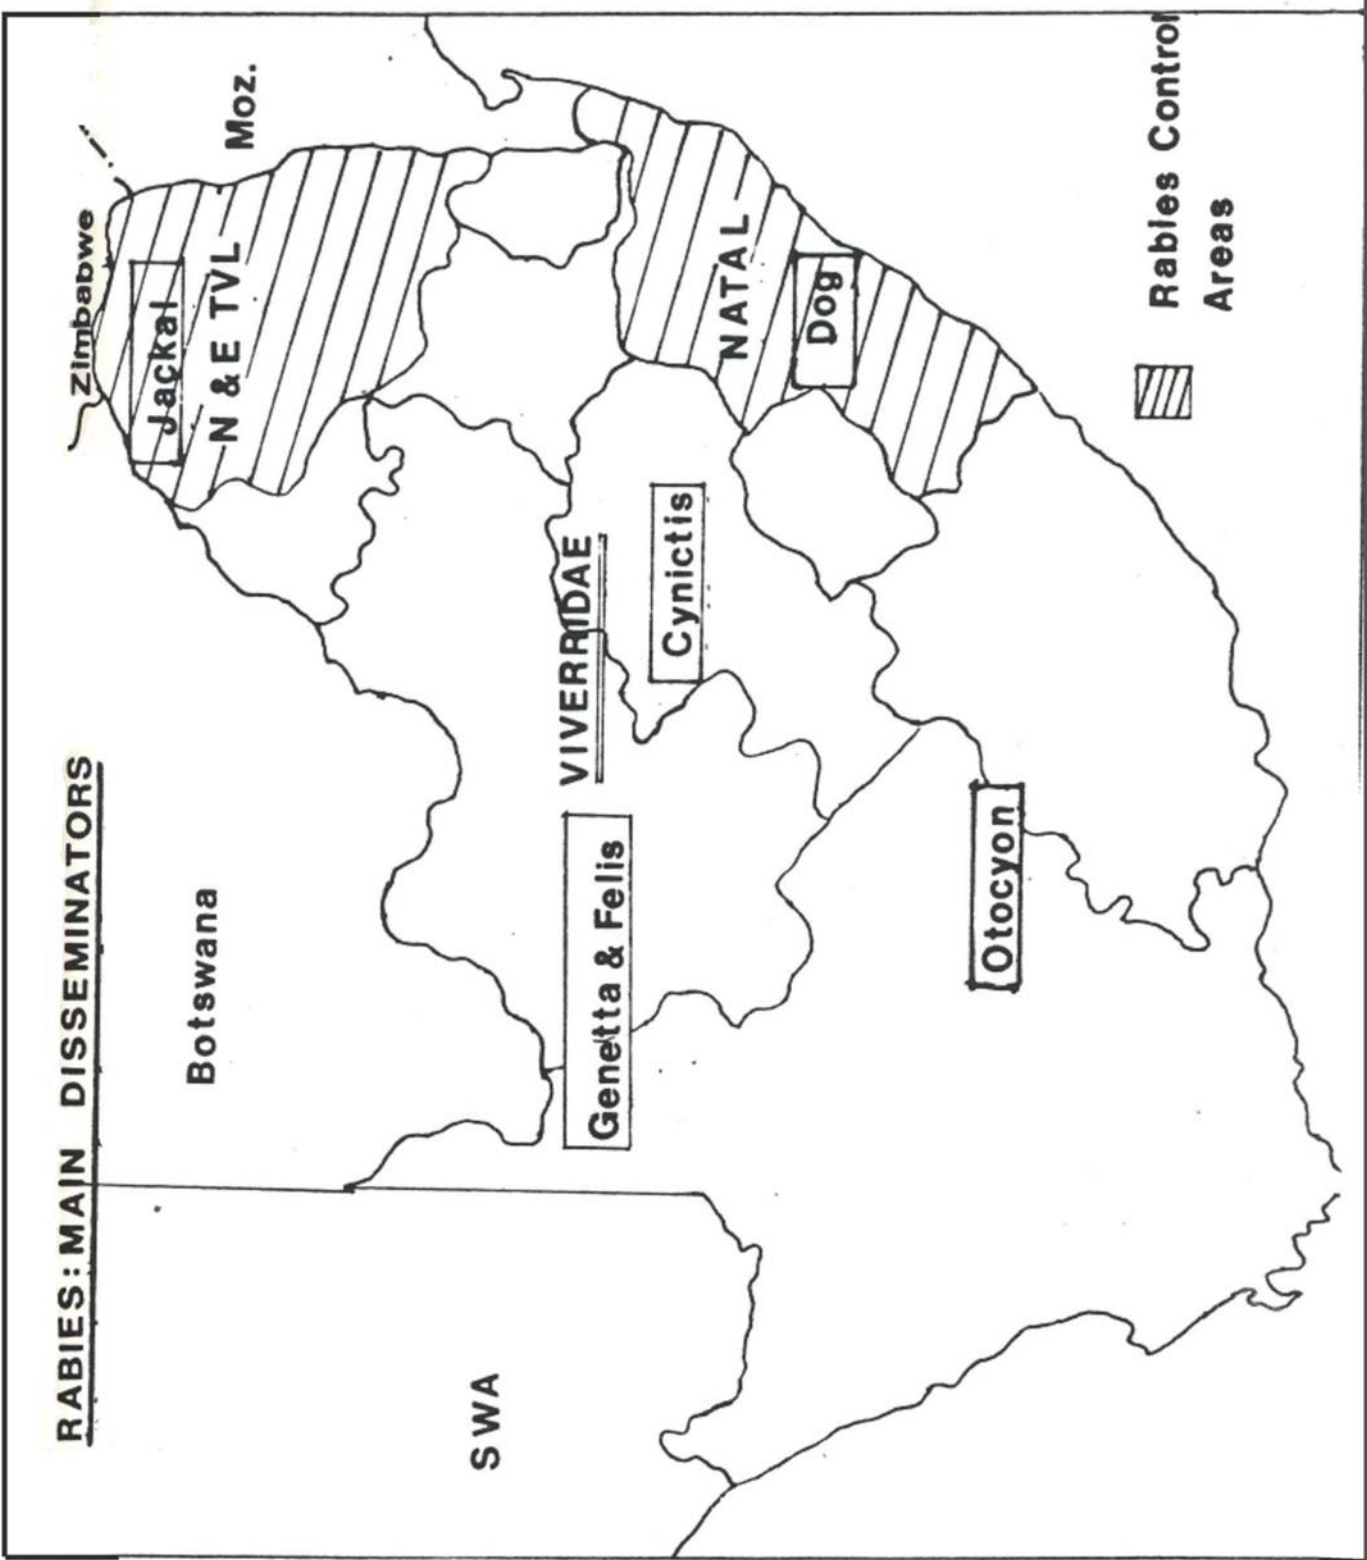 RABIES:MAIN DISSEMINATORS
Zimbabwe
Jackal
N & E TVL
Moz.
Botswana
SWA
VIVERRIDAE
Genetta & Felis
Cynictis
NATAL
Dog
Otocyon
Rabies Control
Areas